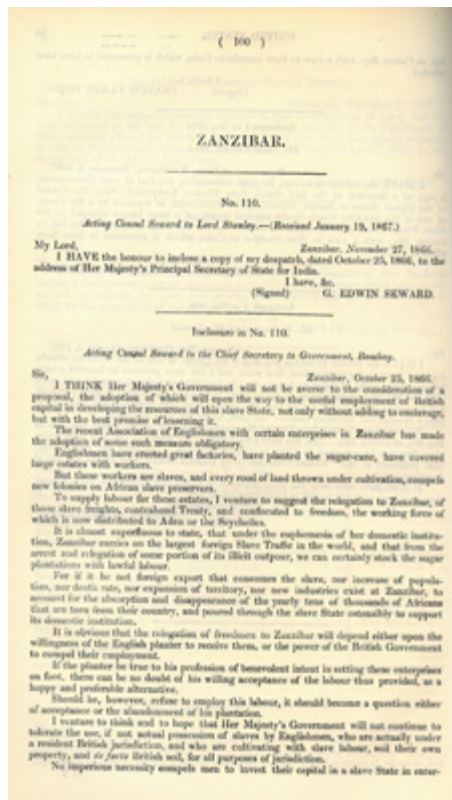 ( 100 )
ZANZIBAR.
No. 110.
Acting Consul Seward to Lord Stanley.—(Received January 19, 1867.)
My Lord, Zanzibar, November 27, 1866.
I HAVE the honour to inclose a copy of my despatch, dated October 25, 1866, to the
address of Her Majesty's Principal Secretary of State for India.
I have, &c.
(Signed) G. EDWIN SEWARD.
Inclosure in No. 110.
Acting Consul Seward to the Chief Secretary to Government, Bombay.
Sir, Zanzibar, October 25, 1866.
I THINK Her Majesty's Government will not be averse to the consideration of a
proposal, the adoption of which will open the way to the useful employment of British
capital in developing the resources of this slave State, not only without adding to enslavage,
but with the best promise of lessening it.
The recent Association of Englishmen with certain enterprises in Zanzibar has made
the adoption of some such measure obligatory.
Englishmen have erected great factories, have planted the sugar-cane, have covered
large estates with workers.
But these workers are slaves, and every rood of land thrown under cultivation, compels
new felonies on African slave preserves.
To supply labour for these estates, I venture to suggest the relegation to Zanzibar, of
those slave freights, contraband Treaty, and confiscated to freedom, the working force of
which is now distributed to Aden or the Seychelles.
It is almost superfluous to state, that under the euphemesis of her domestic institu-
tion, Zanzibar carries on the largest foreign Slave Traffic in the world, and that from the
arrest and relegation of some portion of its illicit outpour, we can certainly stock the sugar
plantations with lawful labour.
For if it be not foreign export that consumes the slave, nor increase of popula-
tion, nor death rate, nor expansion of territory, nor new industries exist at Zanzibar, to
account for the absorption and disappearance of the yearly tens of thousands of Africans
that are torn from their country, and poured through the slave State ostensibly to support
its domestic institution.
It is obvious that the relegation of freedmen to Zanzibar will depend either upon the
willingness of the English planter to receive them, or the power of the British Government
to compel their employment.
If the planter be true to his profession of benevolent intent in setting these enterprises
on foot, there can be no doubt of his willing acceptance of the labour thus provided, as a
happy and preferable alternative.
Should he, however, refuse to employ this labour, it should become a question either
of acceptance or the abandonment of his plantation.
I venture to think and to hope that Her Majesty's Government will not continue to
tolerate the use, if not actual possession of slaves by Englishmen, who are actually under
a resident British jurisdiction, and who are cultivating with slave labour, soil their own
property, and de facto British soil, for all purposes of jurisdiction.
No imperious necessity compels men to invest their capital in a slave State in enter-